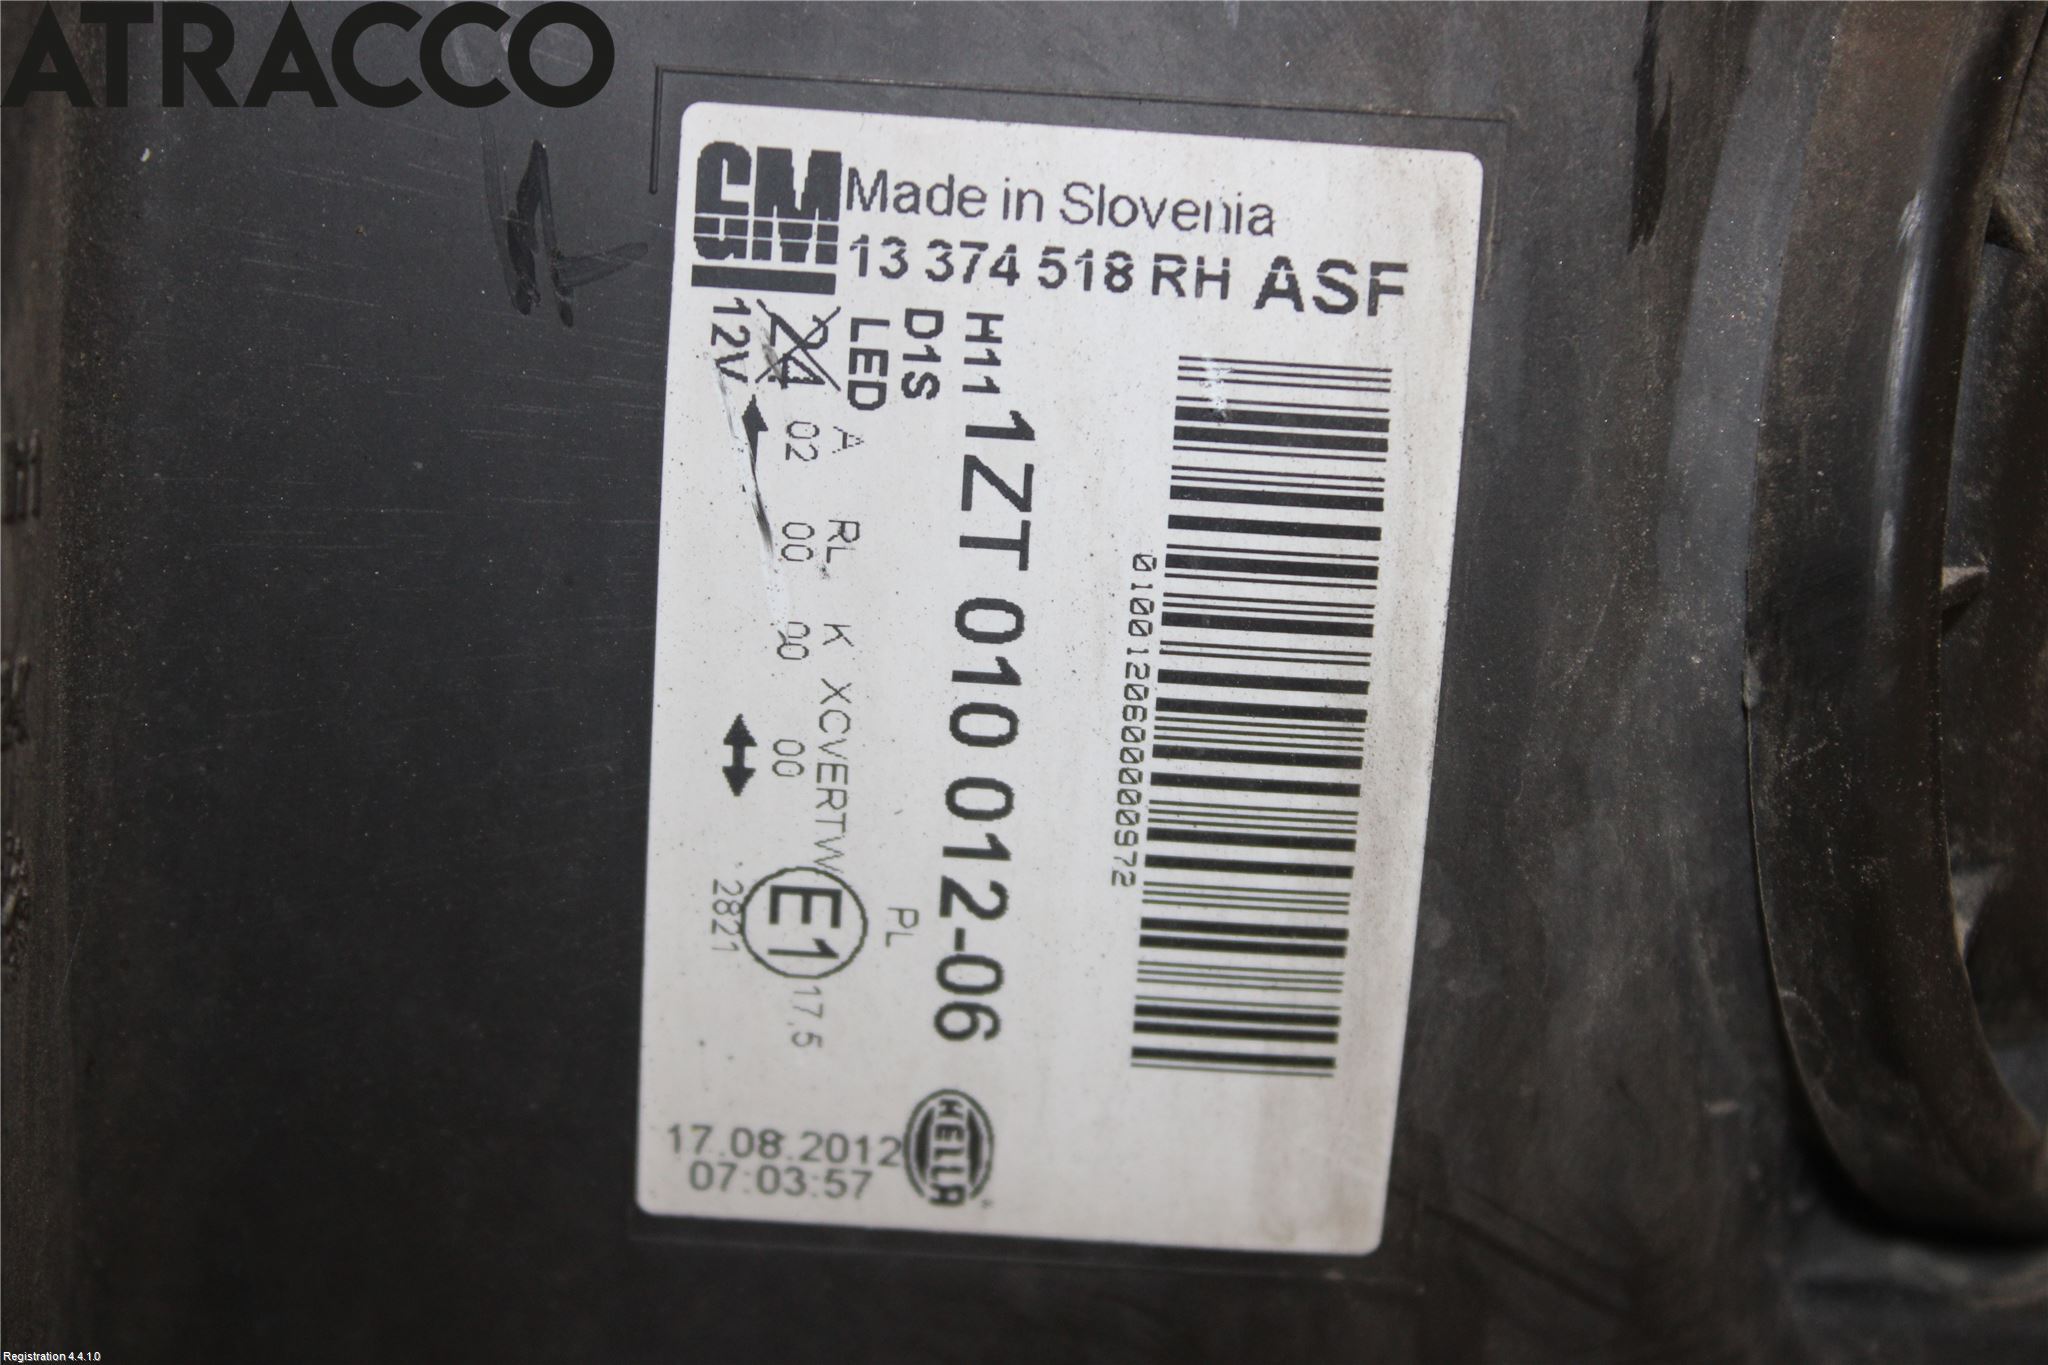 ATRACCO
GM
GM
Made in Slovenia
13 374 518 RH ASF
H11
D1S
LED
24
12V
1ZT 010 012-06
A RL K XCVERTW
02 00 00 00
E1
PL
17.5
2821
17.08.2012
07:03:57
HELLA
Registration 4.4.1.0